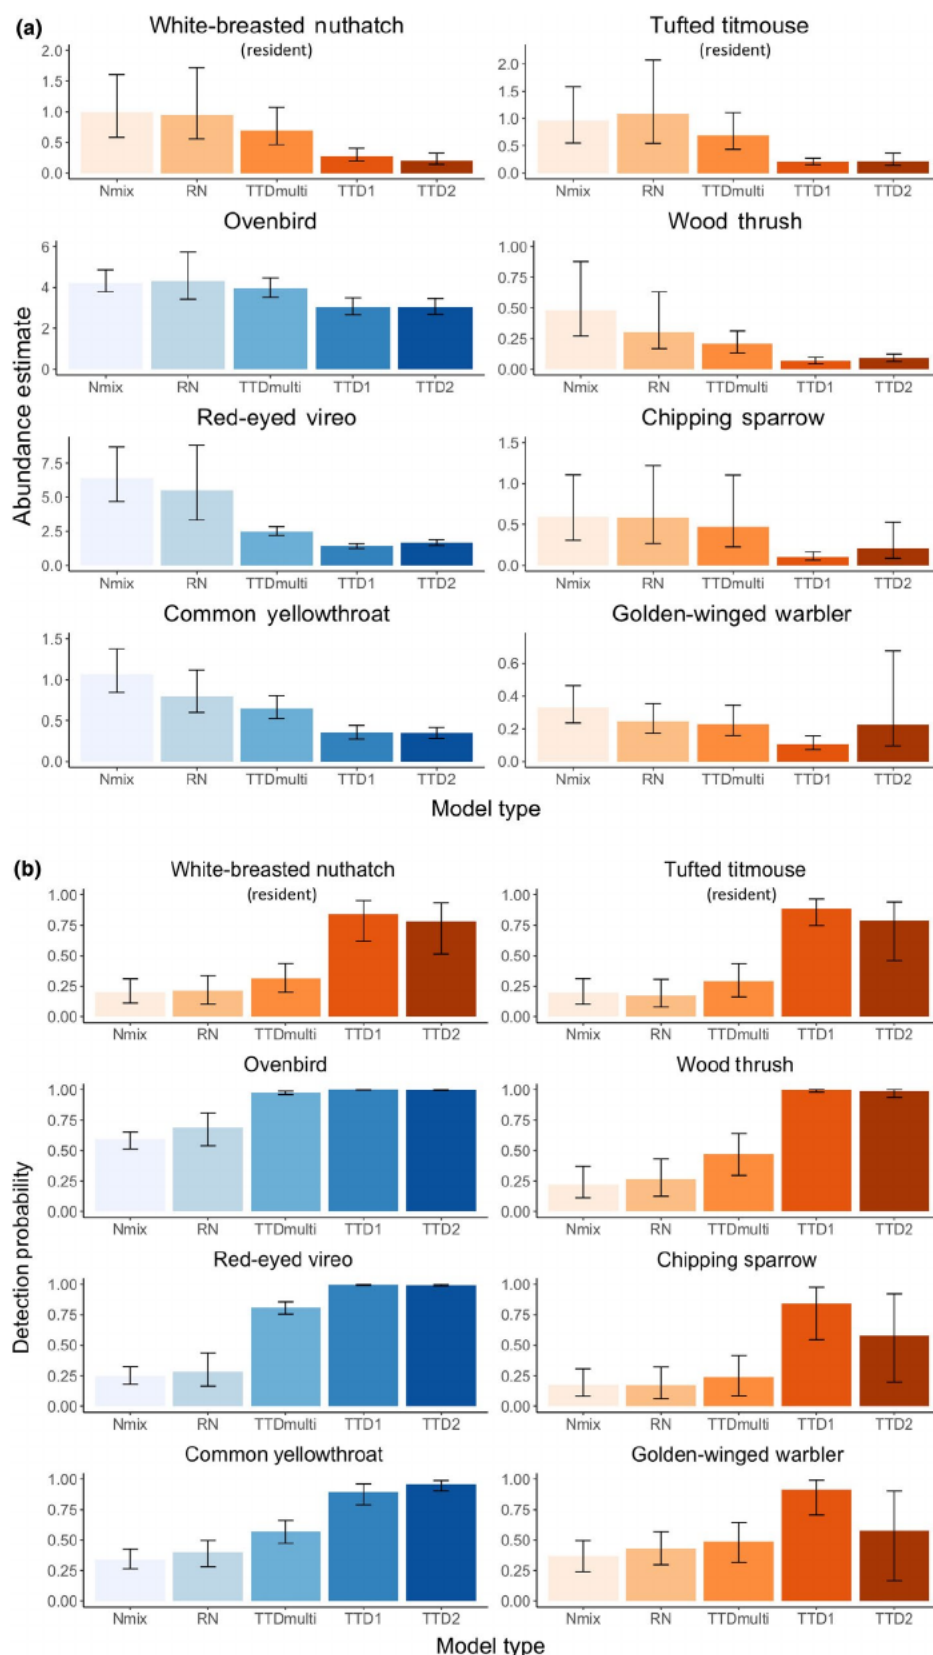 (a)
White-breasted nuthatch
(resident)
2.0
1.5
1.0
0.5
0.0
Nmix RN TTDmulti TTD1 TTD2
Tufted titmouse
(resident)
2.0
1.5
1.0
0.5
0.0
Nmix RN TTDmulti TTD1 TTD2
Abundance estimate
Ovenbird
6
4
2
0
Nmix RN TTDmulti TTD1 TTD2
Wood thrush
1.00
0.75
0.50
0.25
0.00
Nmix RN TTDmulti TTD1 TTD2
Red-eyed vireo
7.5
5.0
2.5
0.0
Nmix RN TTDmulti TTD1 TTD2
Chipping sparrow
1.5
1.0
0.5
0.0
Nmix RN TTDmulti TTD1 TTD2
Common yellowthroat
1.5
1.0
0.5
0.0
Nmix RN TTDmulti TTD1 TTD2
Golden-winged warbler
0.6
0.4
0.2
0.0
Nmix RN TTDmulti TTD1 TTD2
Model type
(b)
White-breasted nuthatch
(resident)
1.00
0.75
0.50
0.25
0.00
Nmix RN TTDmulti TTD1 TTD2
Tufted titmouse
(resident)
1.00
0.75
0.50
0.25
0.00
Nmix RN TTDmulti TTD1 TTD2
Detection probability
Ovenbird
1.00
0.75
0.50
0.25
0.00
Nmix RN TTDmulti TTD1 TTD2
Wood thrush
1.00
0.75
0.50
0.25
0.00
Nmix RN TTDmulti TTD1 TTD2
Red-eyed vireo
1.00
0.75
0.50
0.25
0.00
Nmix RN TTDmulti TTD1 TTD2
Chipping sparrow
1.00
0.75
0.50
0.25
0.00
Nmix RN TTDmulti TTD1 TTD2
Common yellowthroat
1.00
0.75
0.50
0.25
0.00
Nmix RN TTDmulti TTD1 TTD2
Golden-winged warbler
1.00
0.75
0.50
0.25
0.00
Nmix RN TTDmulti TTD1 TTD2
Model type